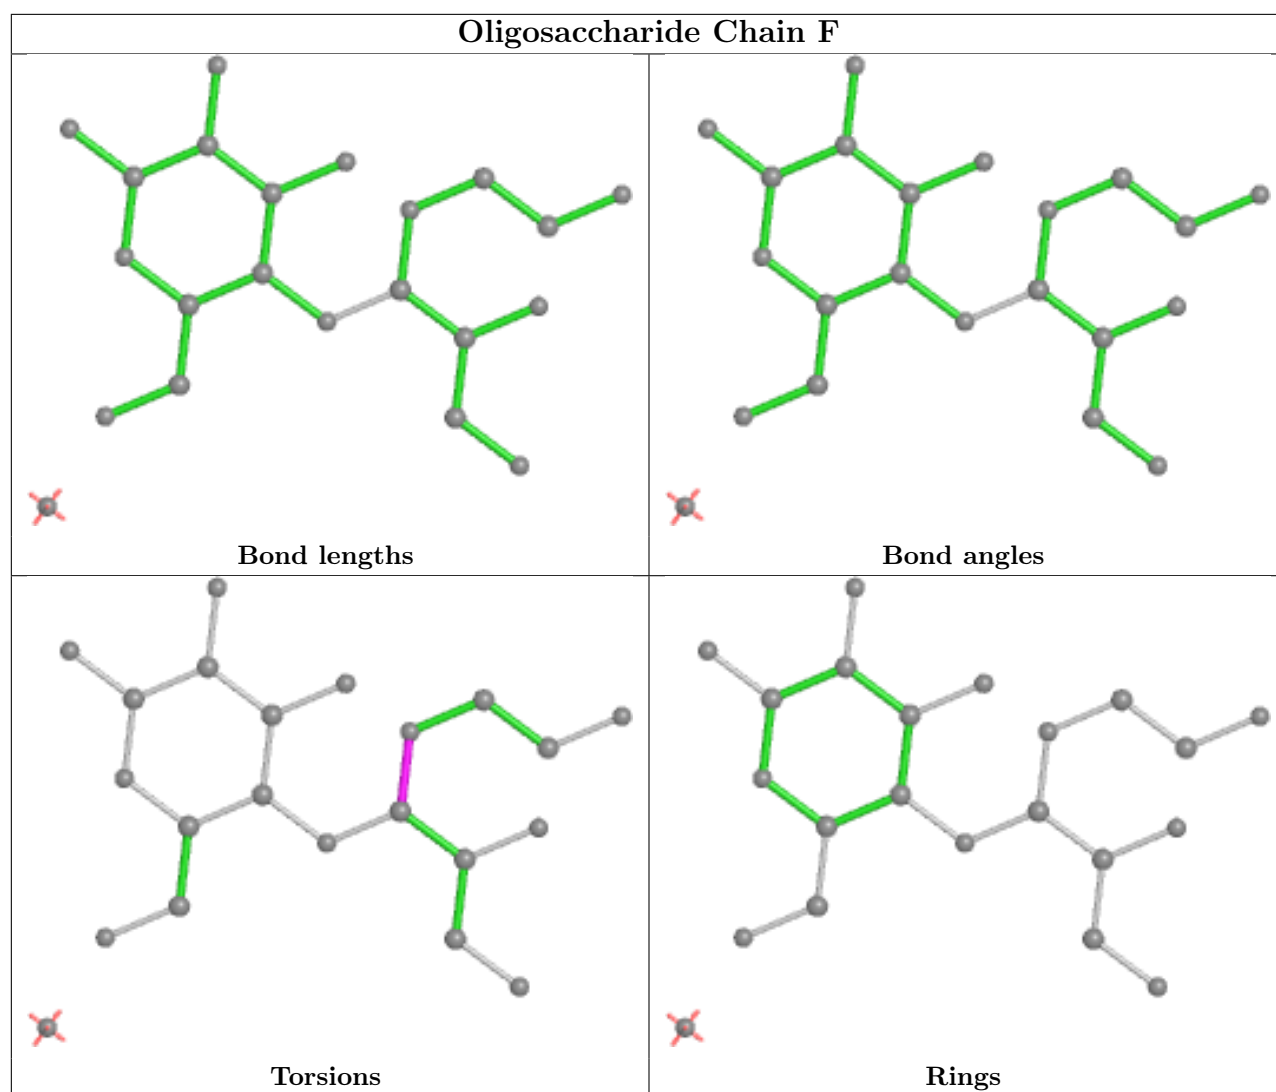 Oligosaccharide Chain F
Bond lengths
Bond angles
Torsions
Rings